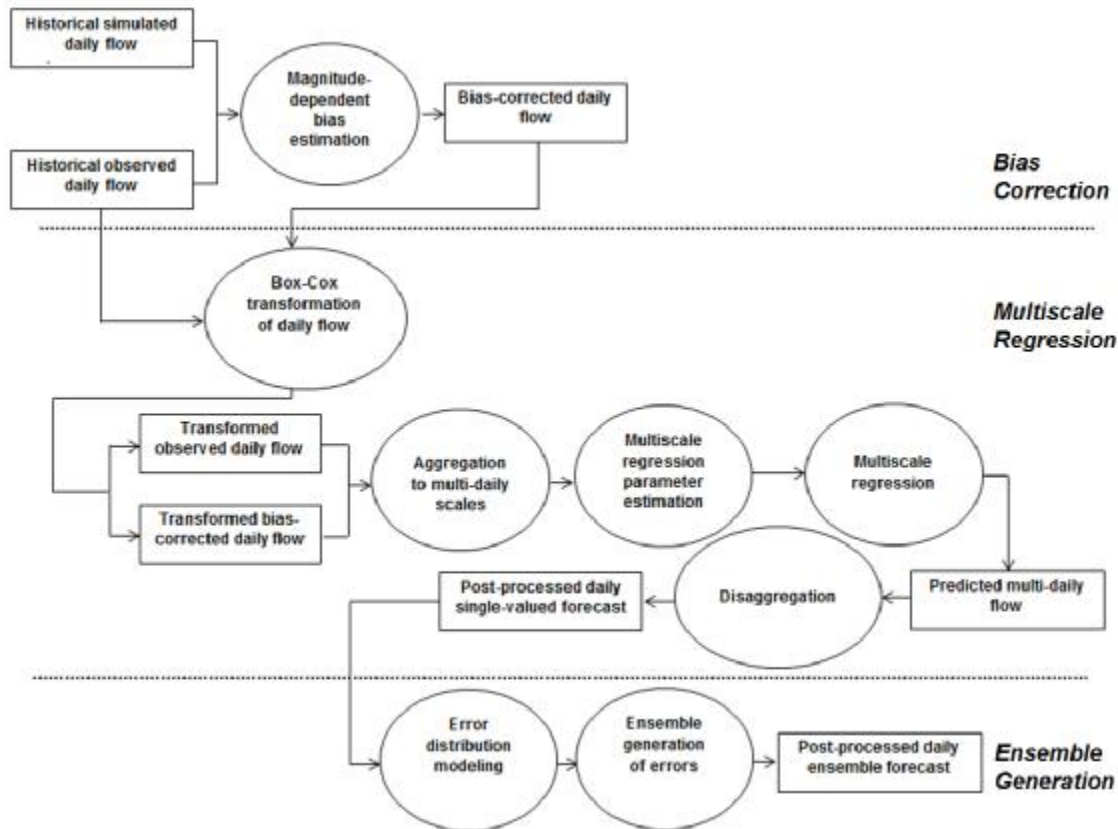 Historical simulated
daily flow
Magnitude-
dependent
bias
estimation
Bias-corrected daily
flow
Historical observed
daily flow
Bias
Correction
Box-Cox
transformation
of daily flow
Multiscale
Regression
Transformed
observed daily flow
Transformed bias-
corrected daily flow
Aggregation
to multi-daily
scales
Multiscale
regression
parameter
estimation
Multiscale
regression
Predicted multi-daily
flow
Disaggregation
Post-processed daily
single-valued forecast
Error
distribution
modeling
Ensemble
generation
of errors
Post-processed daily
ensemble forecast
Ensemble
Generation